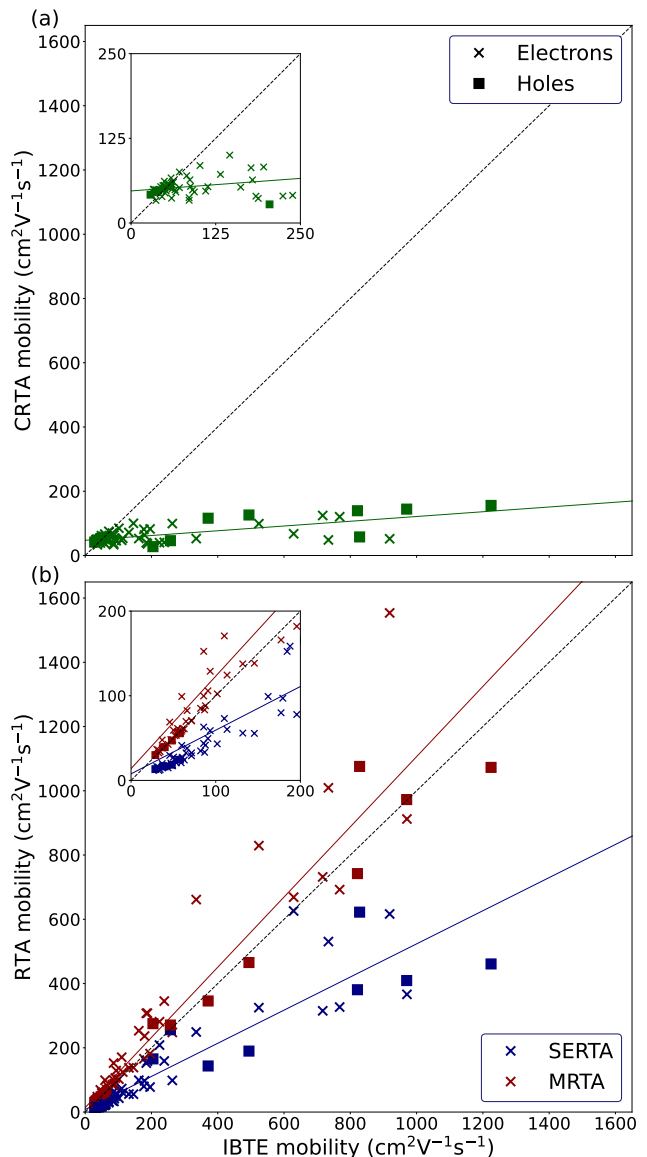 (a)
1600
1400
1200
1000
800
600
400
200
0
CRTA mobility (cm²V⁻¹s⁻¹)
250
125
0
0 125 250
Electrons
Holes
(b)
1600
1400
1200
1000
800
600
400
200
0
RTA mobility (cm²V⁻¹s⁻¹)
200
100
0
0 100 200
SERTA
MRTA
0 200 400 600 800 1000 1200 1400 1600
IBTE mobility (cm²V⁻¹s⁻¹)